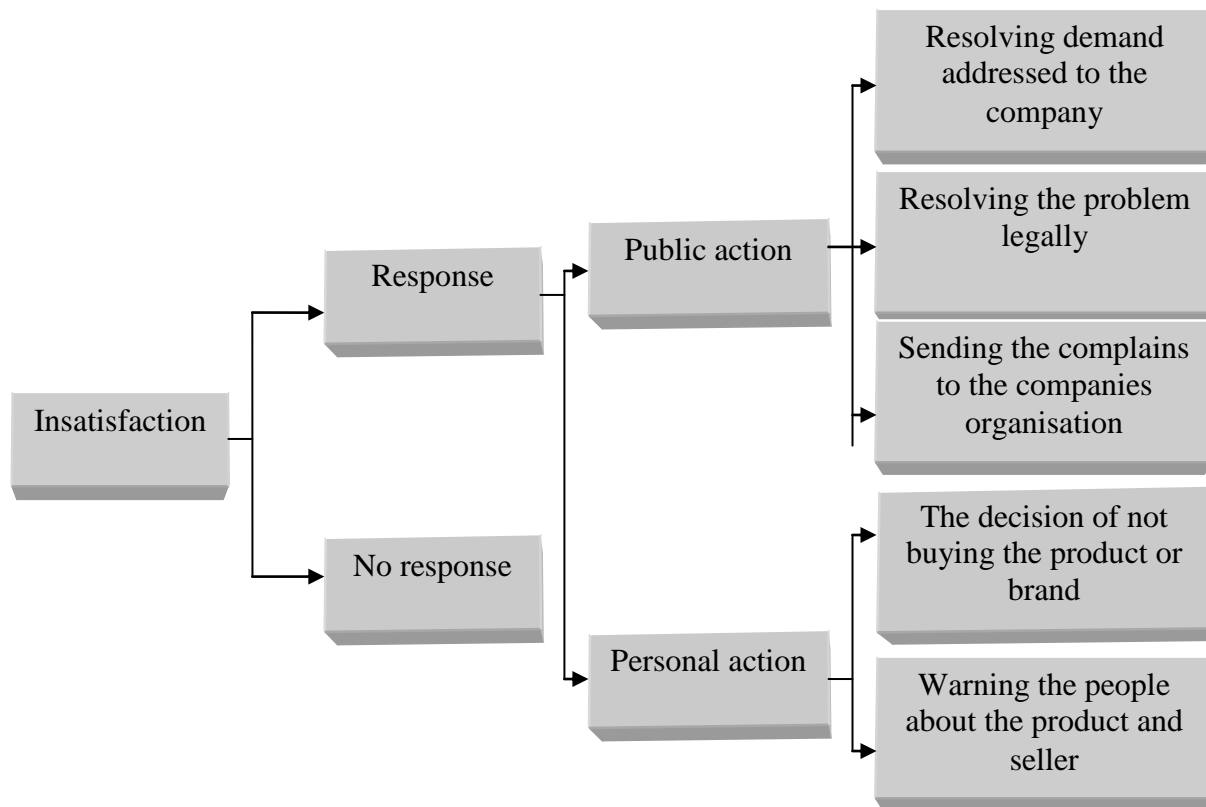 Resolving demand
addressed to the
company
Resolving the problem
legally
Public action
Response
Sending the complains
to the companies
organisation
Insatisfaction
The decision of not
buying the product or
brand
No response
Personal action
Warning the people
about the product and
seller